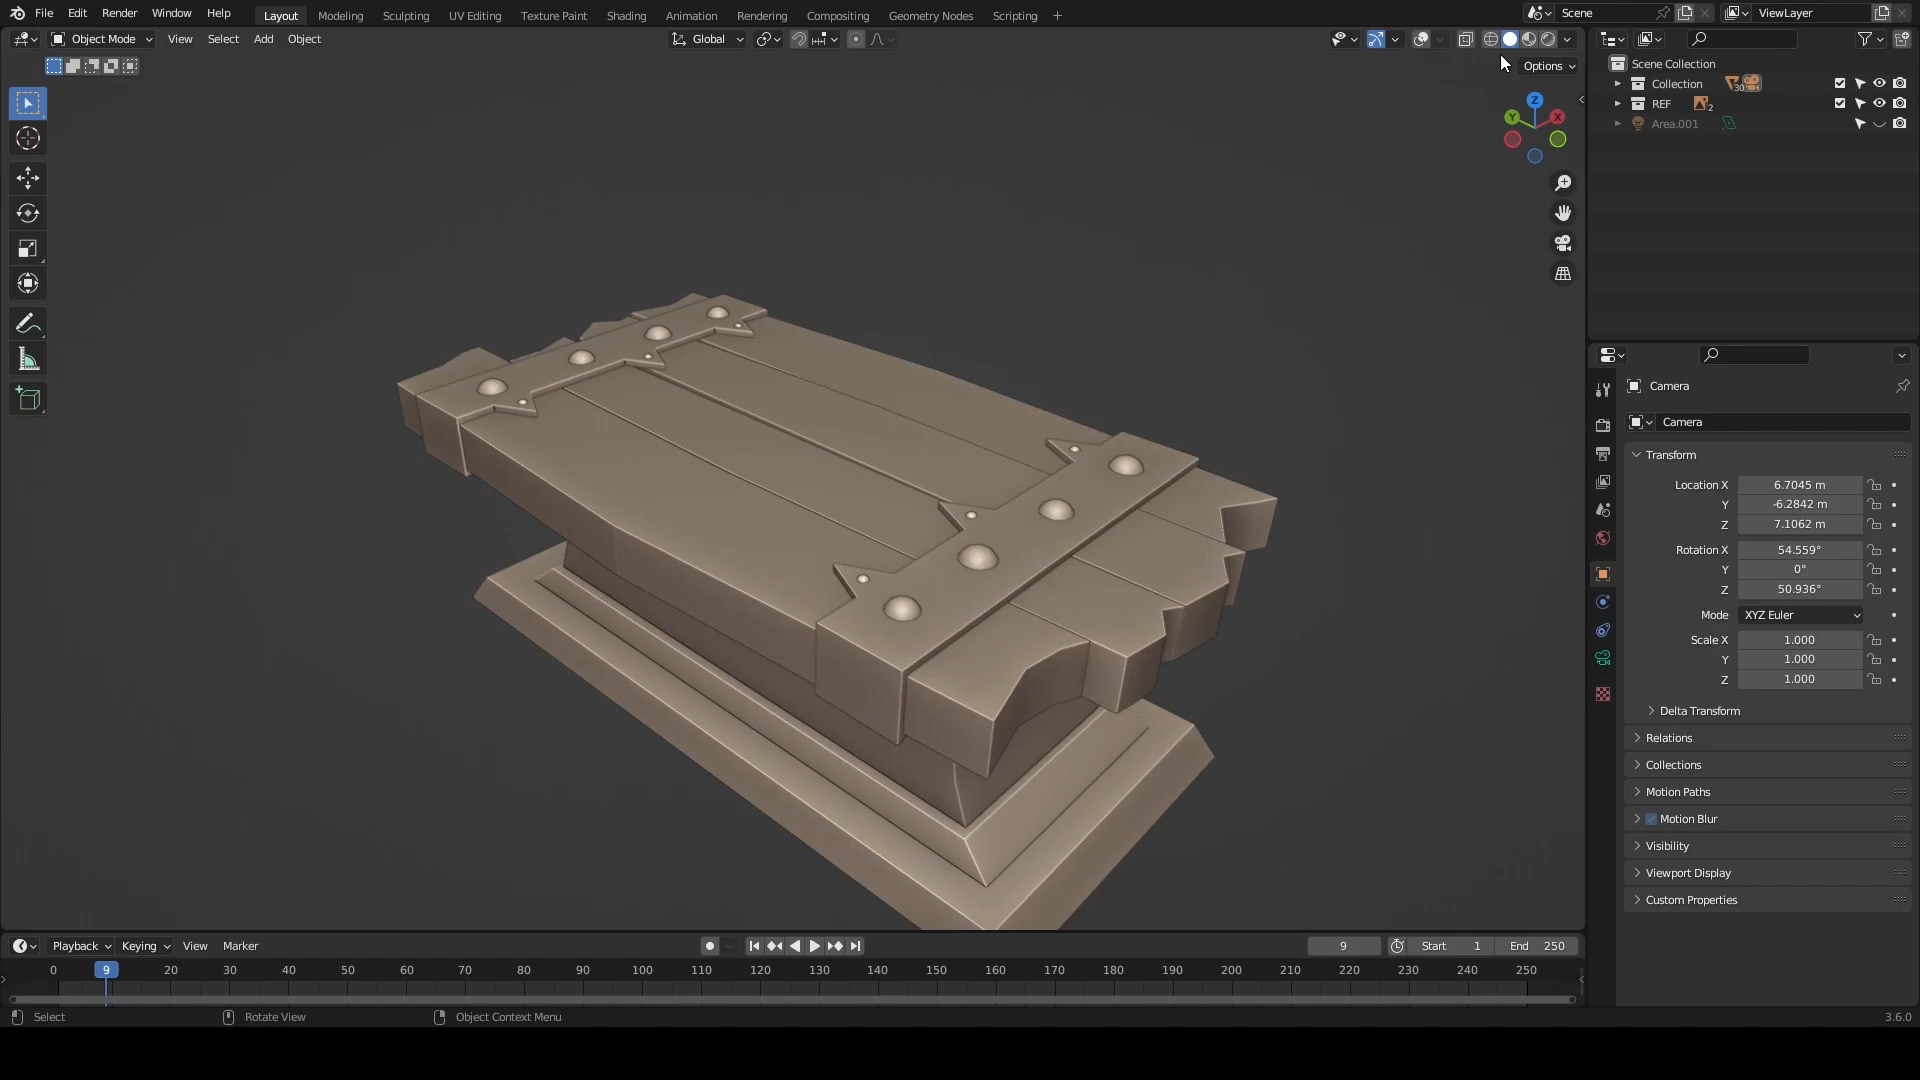 File Edit Render Window Help Layout Modeling Sculpting UV Editing Texture Paint Shading Animation Rendering Compositing Geometry Nodes Scripting + Scene ViewLayer
Object Mode View Select Add Object Global
Options
Scene Collection
Collection 30
REF 2
Area.001
Z
Y X
Camera
Camera
Transform
Location X 6.7045 m
Y -6.2842 m
Z 7.1062 m
Rotation X 54.559°
Y 0°
Z 50.936°
Mode XYZ Euler
Scale X 1.000
Y 1.000
Z 1.000
Delta Transform
Relations
Collections
Motion Paths
Motion Blur
Visibility
Viewport Display
Custom Properties
Playback Keying View Marker 9 Start 1 End 250
0 9 20 30 40 50 60 70 80 90 100 110 120 130 140 150 160 170 180 190 200 210 220 230 240 250
Select Rotate View Object Context Menu 3.6.0